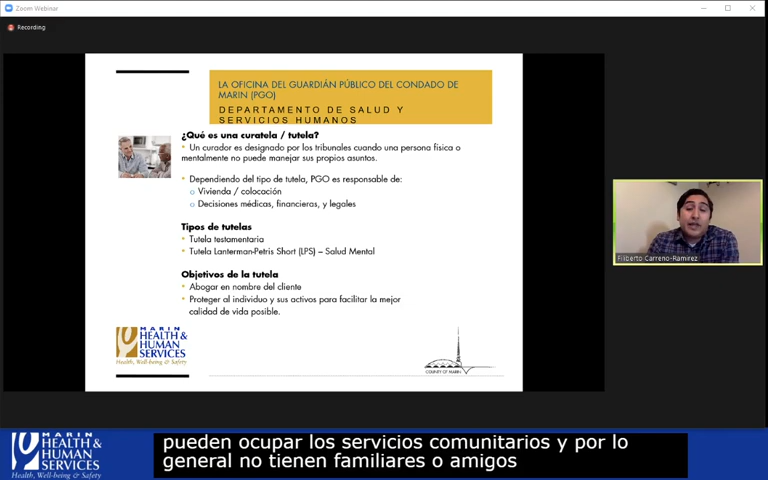 Zoom Webinar
Recording
LA OFICINA DEL GUARDIÁN PÚBLICO DEL CONDADO DE
MARIN (PGO)
DEPARTAMENTO DE SALUD Y
SERVICIOS HUMANOS
¿Qué es una curatela / tutela?
• Un curador es designado por los tribunales cuando una persona física o
mentalmente no puede manejar sus propios asuntos.
• Dependiendo del tipo de tutela, PGO es responsable de:
o Vivienda / colocación
o Decisiones médicas, financieras, y legales
Tipos de tutelas
• Tutela testamentaria
• Tutela Lanterman-Petris Short (LPS) – Salud Mental
Objetivos de la tutela
• Abogar en nombre del cliente
• Proteger al individuo y sus activos para facilitar la mejor
calidad de vida posible.
MARIN
HEALTH &
HUMAN
SERVICES
Health, Well-being & Safety
COUNTY OF MARIN
Filiberto Carreno-Ramirez
MARIN
HEALTH &
HUMAN
SERVICES
Health, Well-being & Safety
pueden ocupar los servicios comunitarios y por lo
general no tienen familiares o amigos